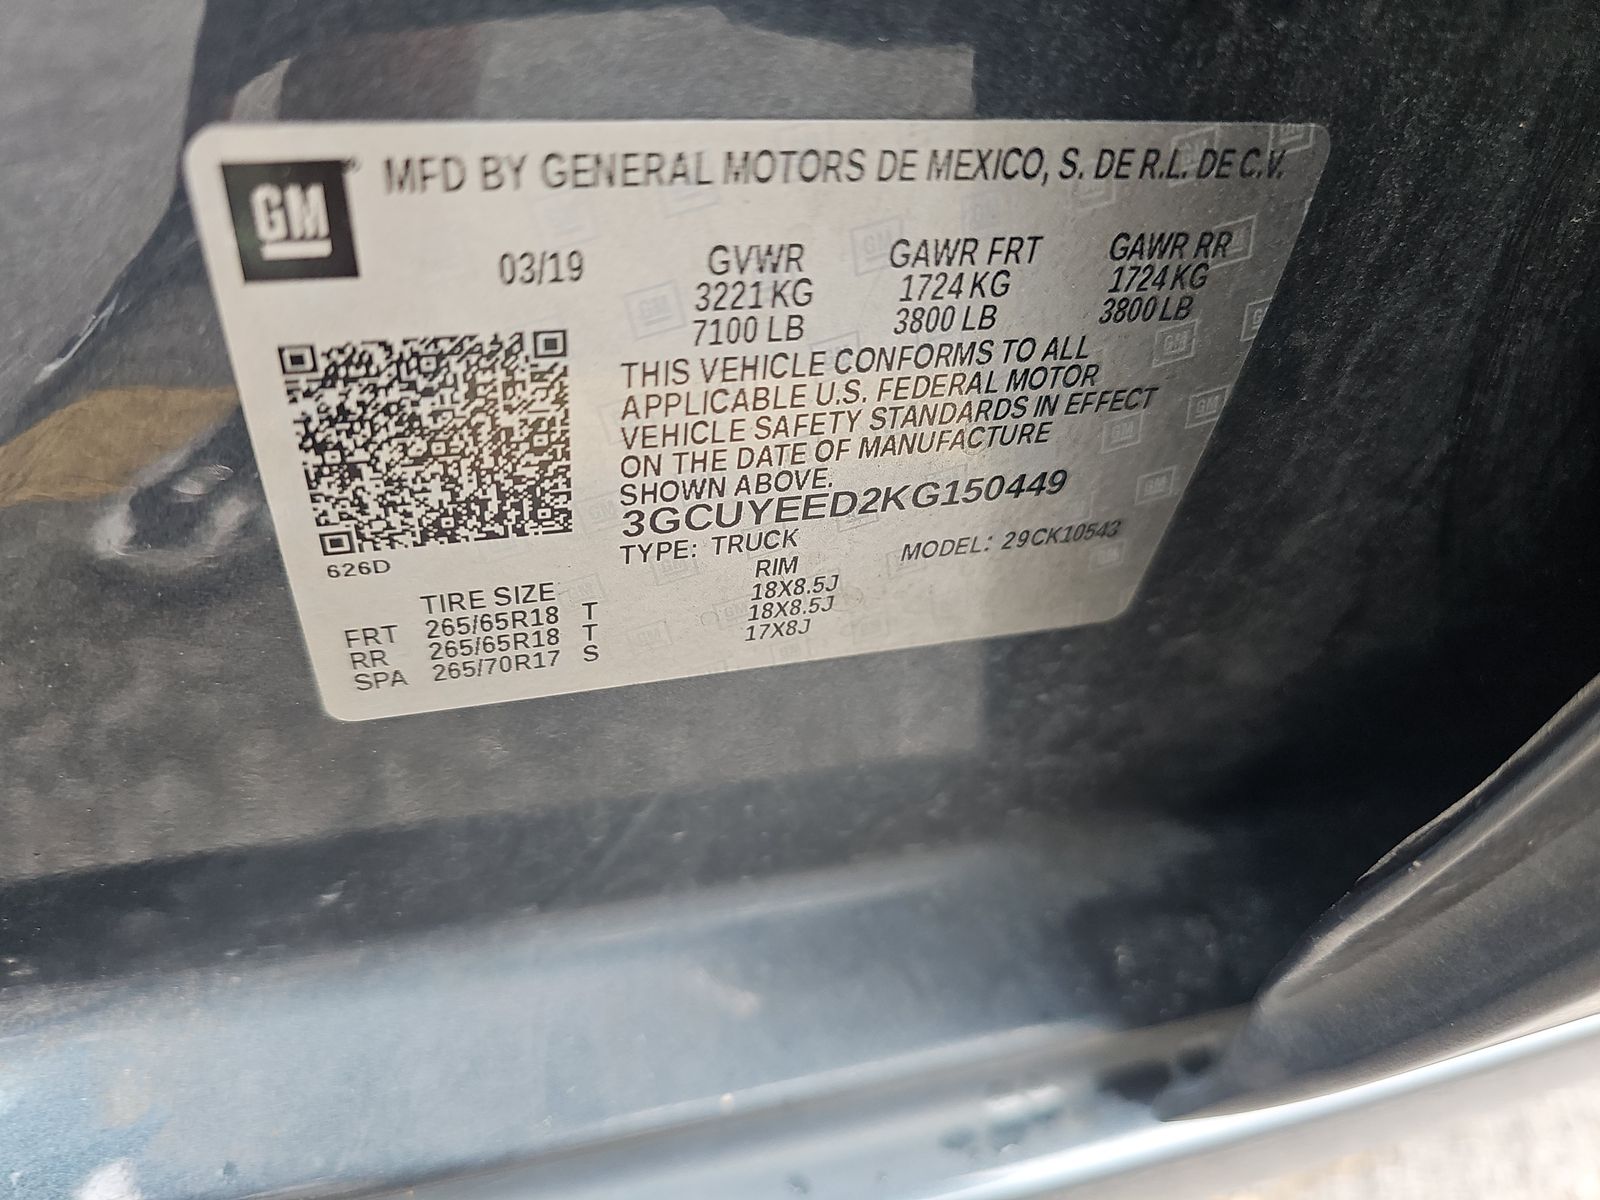 GM® MFD BY GENERAL MOTORS DE MEXICO, S. DE R.L. DE C.V.
03/19 GVWR GAWR FRT GAWR RR
3221 KG 1724 KG 1724 KG
7100 LB 3800 LB 3800 LB
THIS VEHICLE CONFORMS TO ALL
APPLICABLE U.S. FEDERAL MOTOR
VEHICLE SAFETY STANDARDS IN EFFECT
ON THE DATE OF MANUFACTURE
SHOWN ABOVE.
3GCUYEED2KG150449
TYPE: TRUCK MODEL: 29CK10543
626D
TIRE SIZE RIM
FRT 265/65R18 T 18X8.5J
RR 265/65R18 T 18X8.5J
SPA 265/70R17 S 17X8J